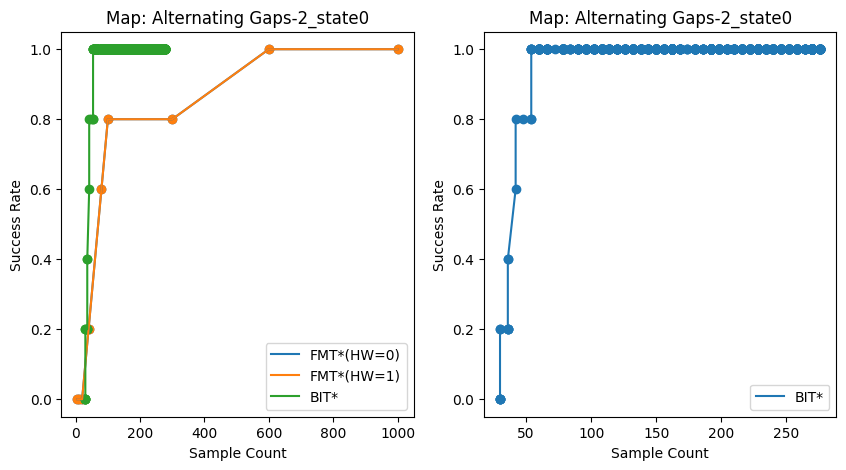 Map: Alternating Gaps-2_state0
Success Rate
1.0
0.8
0.6
0.4
0.2
0.0
0
200
400
600
800
1000
Sample Count
FMT*(HW=0)
FMT*(HW=1)
BIT*
Map: Alternating Gaps-2_state0
Success Rate
1.0
0.8
0.6
0.4
0.2
0.0
50
100
150
200
250
Sample Count
BIT*